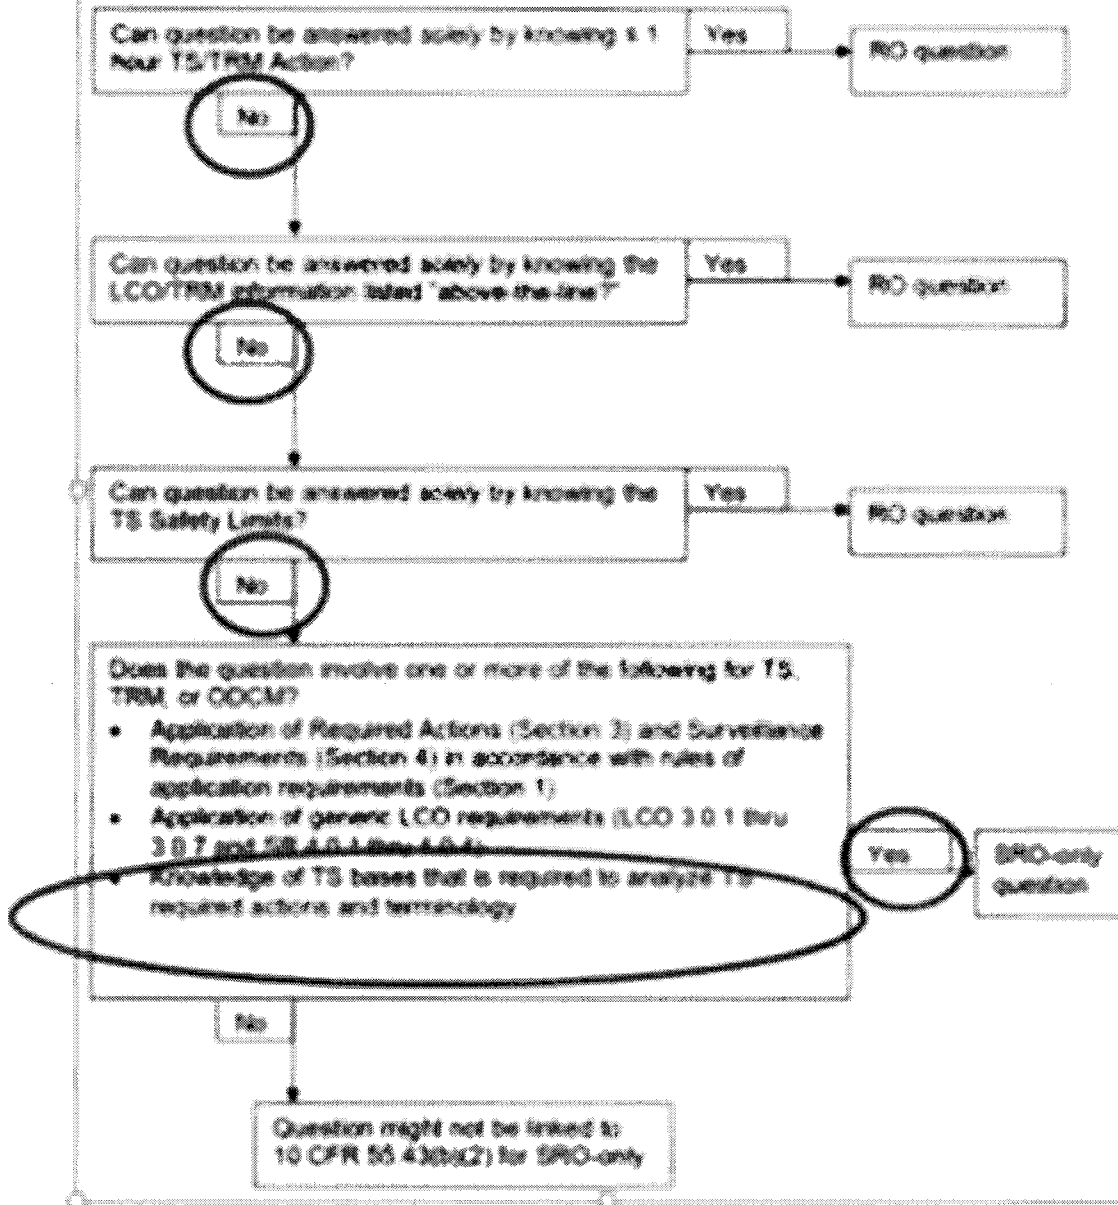 Can question be answered solely by knowing ≤ 1
hour TS/TRM Action?
Yes
RO question
No
Can question be answered solely by knowing the
LCO/TRM information listed "above-the-line?"
Yes
RO question
No
Can question be answered solely by knowing the
TS Safety Limits?
Yes
RO question
No
Does the question involve one or more of the following for TS,
TRM, or ODCM?
• Application of Required Actions (Section 3) and Surveillance
Requirements (Section 4) in accordance with rules of
application requirements (Section 1)
• Application of generic LCO requirements (LCO 3.0.1 thru
3.0.7 and SR 4.0.1 thru 4.0.4)
• Knowledge of TS bases that is required to analyze TS
required actions and terminology
Yes
SRO-only
question
No
Question might not be linked to
10 CFR 55.43(b)(2) for SRO-only